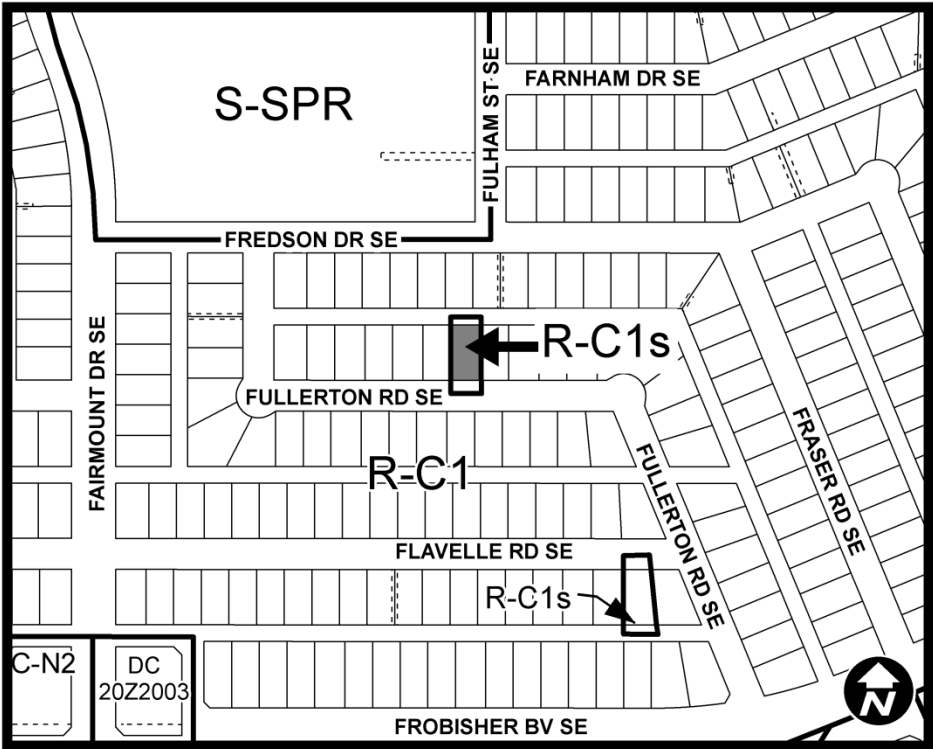 S-SPR
FULHAM ST SE
FARNHAM DR SE
FREDSON DR SE
FAIRMOUNT DR SE
R-C1s
FULLERTON RD SE
R-C1
FULLERTON RD SE
FRASER RD SE
FLAVELLE RD SE
R-C1s
C-N2
DC
20Z2003
FROBISHER BV SE
N